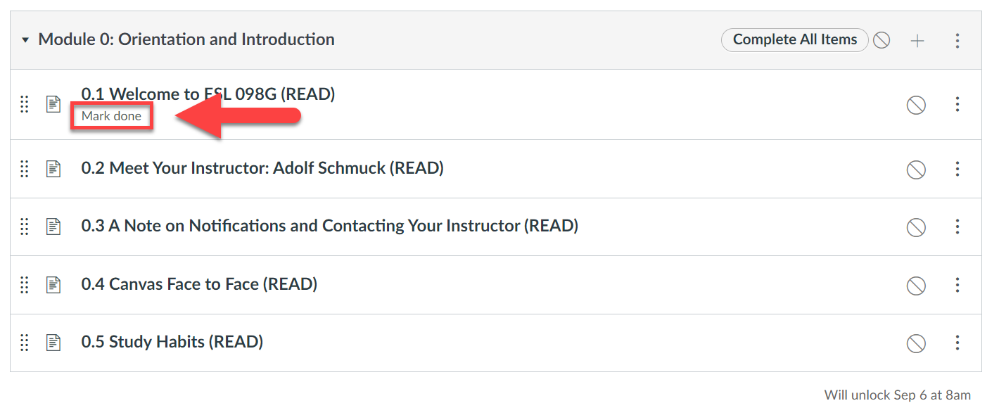 Module 0: Orientation and Introduction
Complete All Items
0.1 Welcome to ESL 098G (READ)
Mark done
0.2 Meet Your Instructor: Adolf Schmuck (READ)
0.3 A Note on Notifications and Contacting Your Instructor (READ)
0.4 Canvas Face to Face (READ)
0.5 Study Habits (READ)
Will unlock Sep 6 at 8am